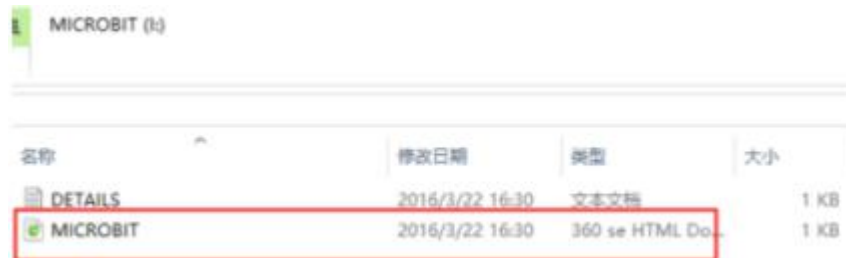 MICROBIT (I:)
名称 修改日期 类型 大小
DETAILS 2016/3/22 16:30 文本文档 1 KB
MICROBIT 2016/3/22 16:30 360 se HTML Do... 1 KB